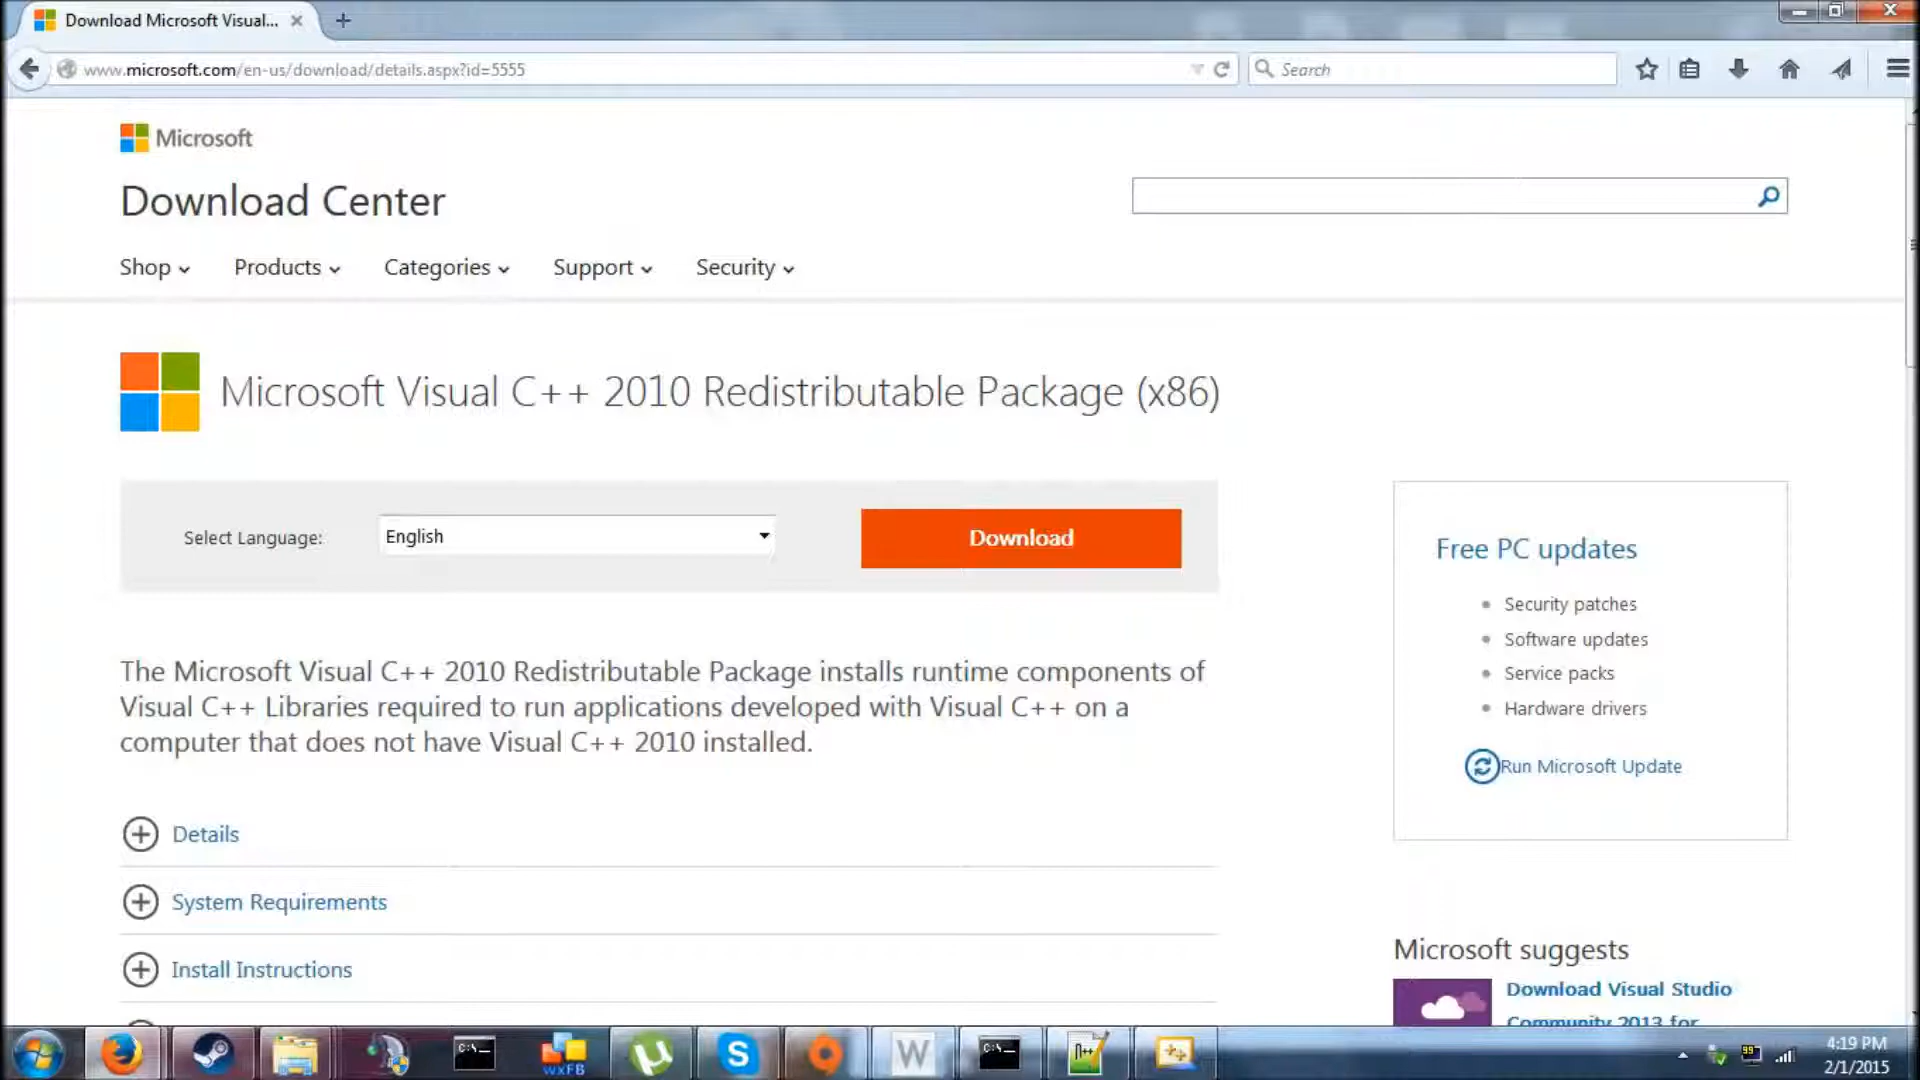 Download Microsoft Visual...
www.microsoft.com/en-us/download/details.aspx?id=5555
Search
Microsoft
Download Center
Shop
Products
Categories
Support
Security
Microsoft Visual C++ 2010 Redistributable Package (x86)
Select Language:
English
Download
Free PC updates
Security patches
Software updates
Service packs
Hardware drivers
Run Microsoft Update
The Microsoft Visual C++ 2010 Redistributable Package installs runtime components of
Visual C++ Libraries required to run applications developed with Visual C++ on a
computer that does not have Visual C++ 2010 installed.
Details
System Requirements
Install Instructions
Microsoft suggests
Download Visual Studio
Community 2013 for
C:\_
wxFB
W
C:\_
4:19 PM
2/1/2015